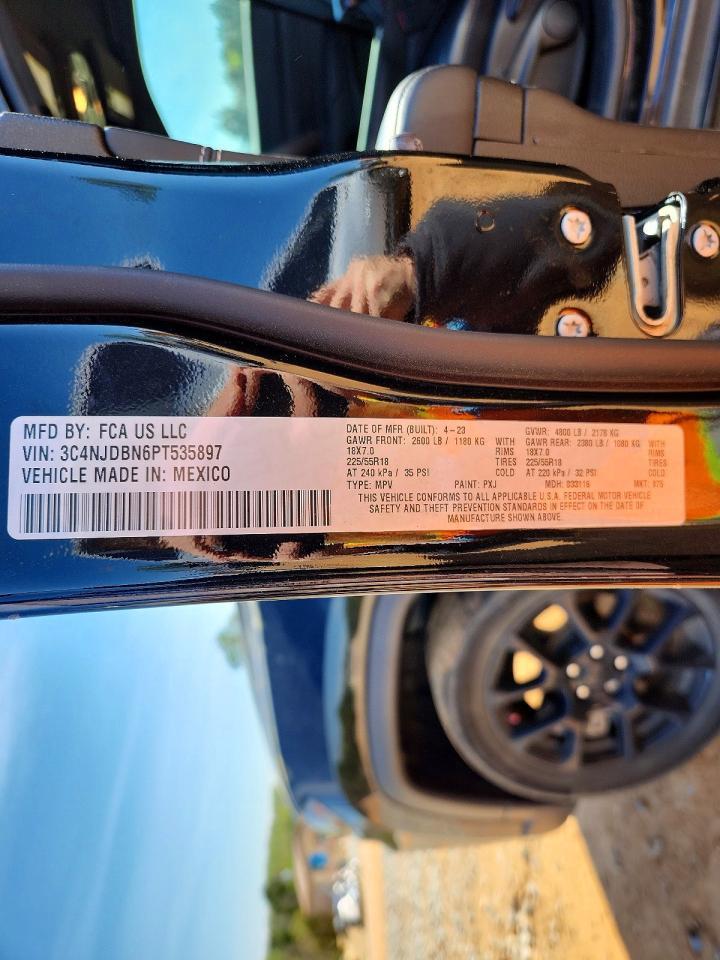 MFD BY: FCA US LLC
VIN: 3C4NJDBN6PT535897
VEHICLE MADE IN: MEXICO
DATE OF MFR (BUILT): 4-23 GVWR: 4800 LB / 2178 KG
GAWR FRONT: 2600 LB / 1180 KG WITH GAWR REAR: 2380 LB / 1080 KG WITH
18X7.0 RIMS 18X7.0 RIMS
225/55R18 TIRES 225/55R18 TIRES
AT 240 kPa / 35 PSI COLD AT 220 kPa / 32 PSI COLD
TYPE: MPV PAINT: PXJ MDH: 033116 MKT: 875
THIS VEHICLE CONFORMS TO ALL APPLICABLE U.S.A. FEDERAL MOTOR VEHICLE
SAFETY AND THEFT PREVENTION STANDARDS IN EFFECT ON THE DATE OF
MANUFACTURE SHOWN ABOVE.